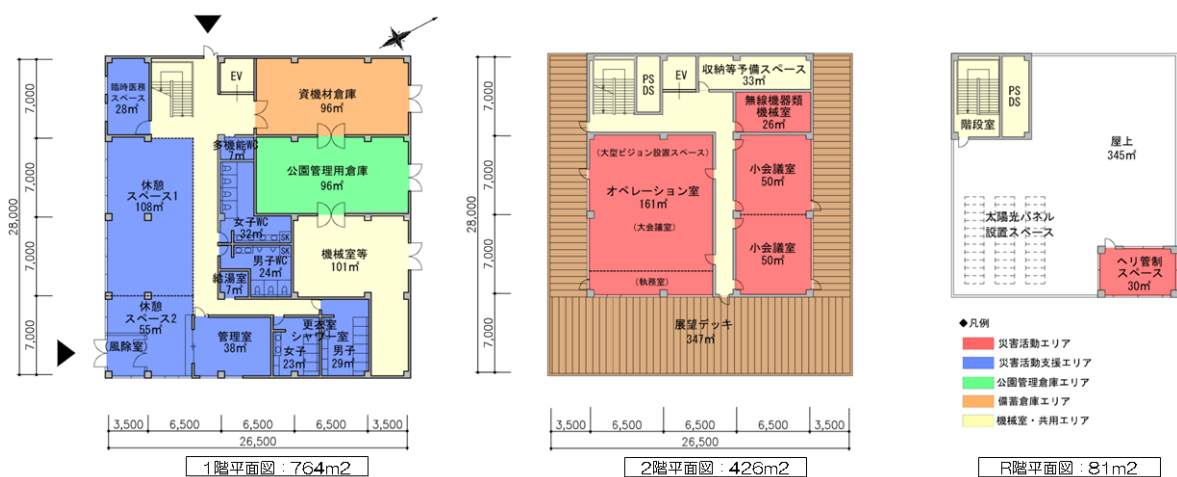 臨時医務
スペース
28㎡
EV
資機材倉庫
96㎡
多機能WC
7㎡
公園管理用倉庫
96㎡
休憩
スペース1
108㎡
女子WC
32㎡
SK
SK
男子WC
24㎡
機械室等
101㎡
給湯室
7㎡
休憩
スペース2
55㎡
(風除室)
管理室
38㎡
更衣室
シャワー室
女子
23㎡
男子
29㎡
7,000
7,000
7,000
7,000
28,000
3,500
6,500
6,500
6,500
3,500
26,500
1階平面図:764m2
PS
DS
EV
収納等予備スペース
33㎡
無線機器類
機械室
26㎡
(大型ビジョン設置スペース)
オペレーション室
161㎡
(大会議室)
(執務室)
小会議室
50㎡
小会議室
50㎡
展望デッキ
347㎡
7,000
7,000
7,000
7,000
28,000
3,500
6,500
6,500
6,500
3,500
26,500
2階平面図:426m2
PS
DS
階段室
屋上
345㎡
太陽光パネル
設置スペース
ヘリ管制
スペース
30㎡
◆凡例
災害活動エリア
災害活動支援エリア
公園管理倉庫エリア
備蓄倉庫エリア
機械室・共用エリア
R階平面図:81m2